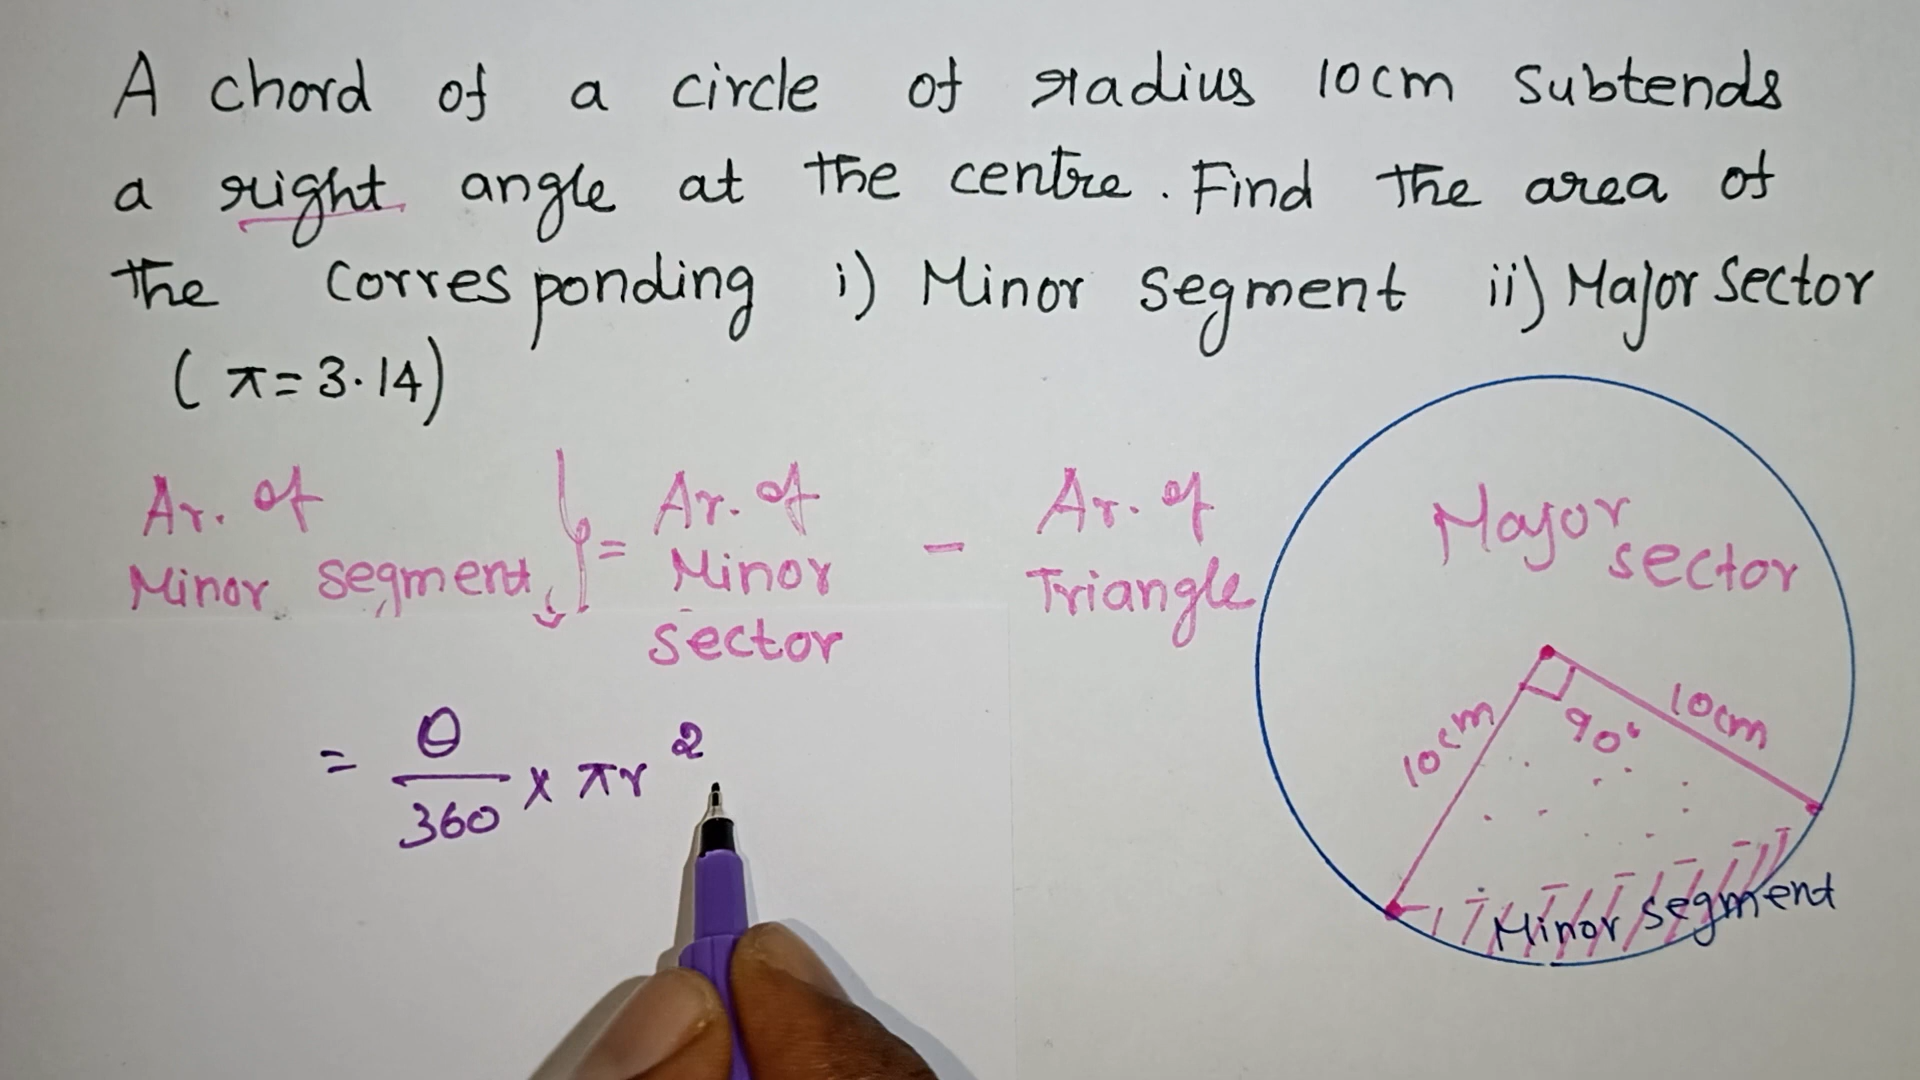 A chord of a circle of radius 10cm subtends
a right angle at the centre. Find the area of
the corresponding i) Minor segment ii) Major Sector
(π=3.14)
Ar. of
Minor segment
= Ar. of
Minor
sector
- Ar. of
Triangle
= θ/360 × πr²
Major
sector
10cm
90°
10cm
Minor segment